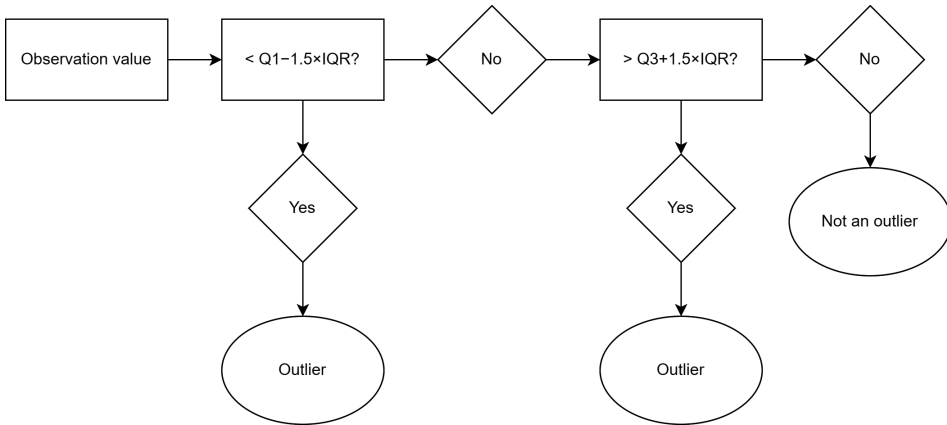 Observation value
< Q1−1.5×IQR?
No
> Q3+1.5×IQR?
No
Yes
Yes
Not an outlier
Outlier
Outlier